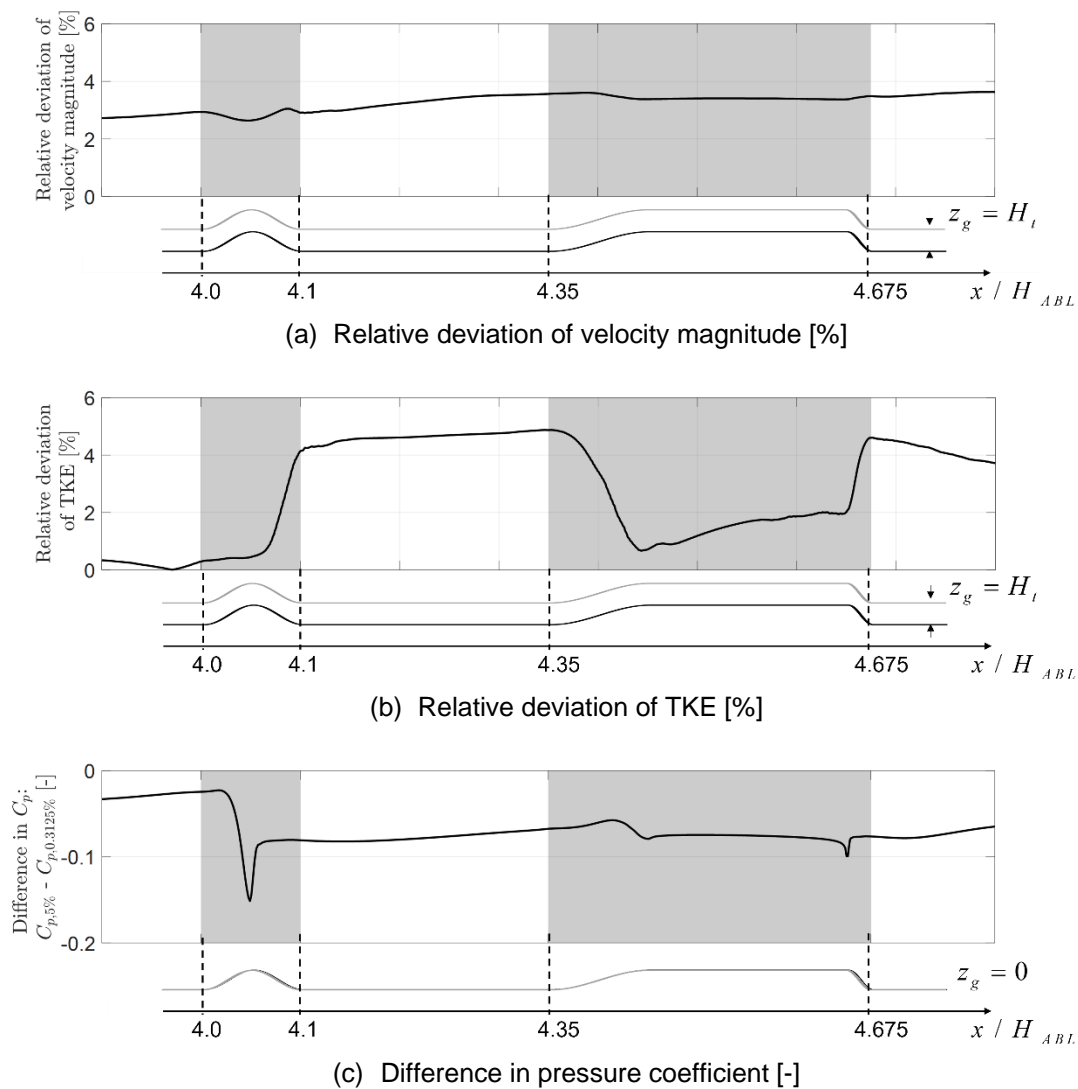 Relative deviation of
velocity magnitude [%]
6
4
2
0
z_g = H_t
4.0 4.1 4.35 4.675 x / H_ABL
(a) Relative deviation of velocity magnitude [%]
Relative deviation
of TKE [%]
6
4
2
0
z_g = H_t
4.0 4.1 4.35 4.675 x / H_ABL
(b) Relative deviation of TKE [%]
Difference in C_p:
C_p,5% - C_p,0.3125% [-]
0
-0.1
-0.2
z_g = 0
4.0 4.1 4.35 4.675 x / H_ABL
(c) Difference in pressure coefficient [-]